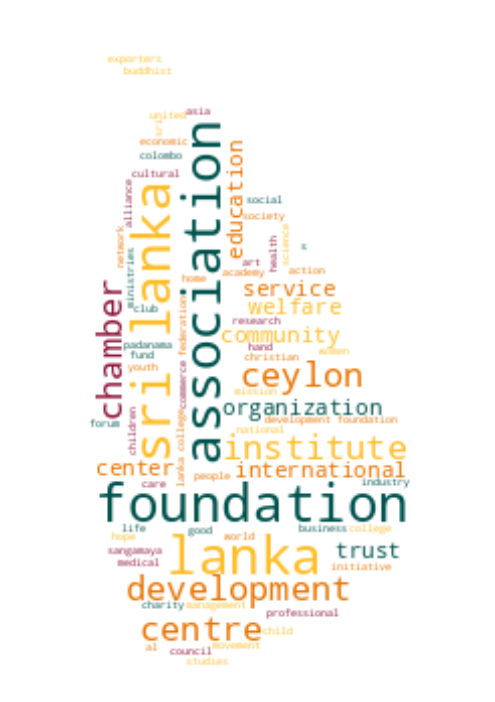 exporters
buddhist
united
asia
sri
economic
colombo
cultural
alliance
sri lanka
association
education
social
society
network
ministries
health
science
s
art
academy
action
home
service
chamber
club
federation
welfare
research
community
padanama
fund
hand
women
christian
youth
commerce
ceylon
mission
organization
forum
children
development foundation
national
lanka college
institute
center
international
people
care
industry
foundation
life
good
business
college
hope
world
sangamaya
lanka
trust
medical
initiative
development
charity
management
professional
centre
child
al
movement
council
studies